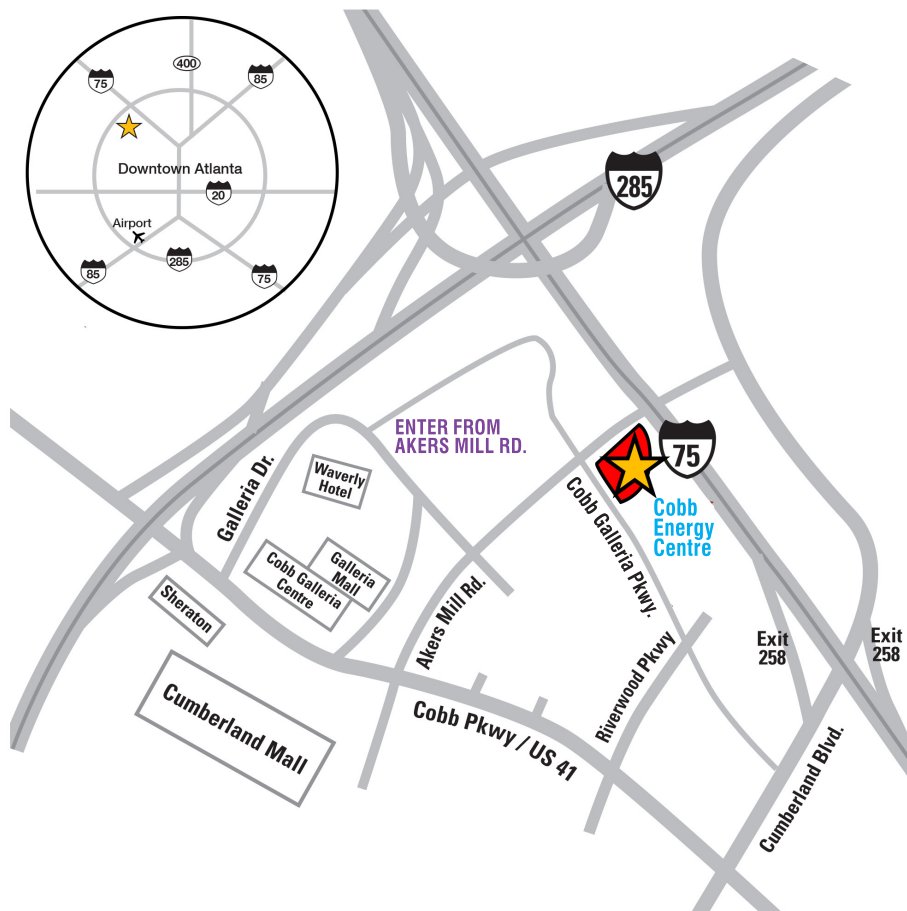 400
75
85
Downtown Atlanta
20
Airport
285
85
75
285
ENTER FROM
AKERS MILL RD.
75
Galleria Dr.
Waverly
Hotel
Cobb
Energy
Centre
Cobb Galleria Pkwy.
Galleria
Mall
Cobb Galleria
Centre
Sheraton
Akers Mill Rd.
Exit
258
Exit
258
Riverwood Pkwy
Cumberland Mall
Cobb Pkwy / US 41
Cumberland Blvd.